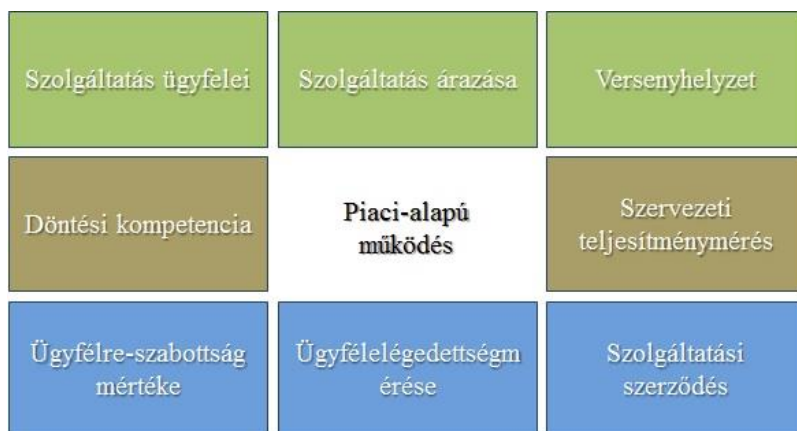 Szolgáltatás ügyfelei
Szolgáltatás árazása
Versenyhelyzet
Döntési kompetencia
Piaci-alapú
működés
Szervezeti
teljesítménymérés
Ügyfélre-szabottság
mértéke
Ügyfélelégedettségm
érése
Szolgáltatási
szerződés